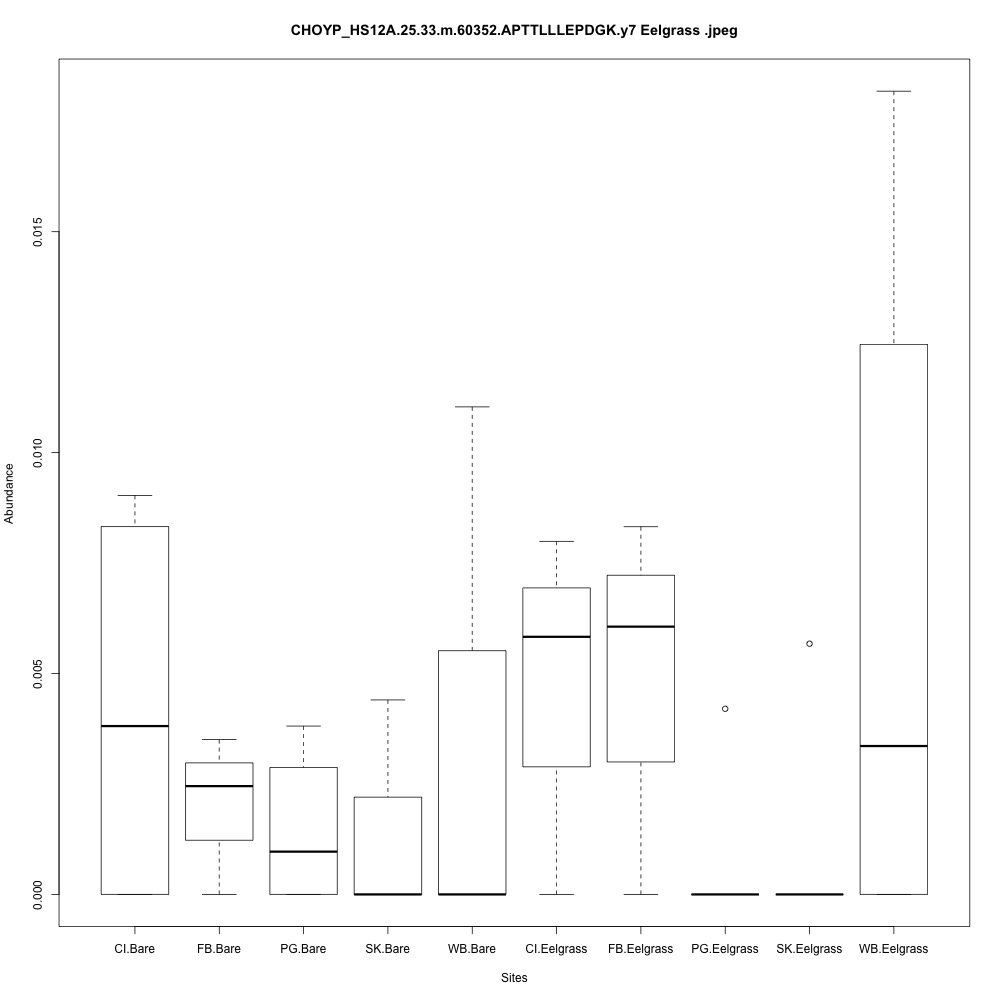 CHOYP_HS12A.25.33.m.60352.APTTLLLEPDGK.y7 Eelgrass .jpeg
Abundance
0.015
0.010
0.005
0.000
CI.Bare FB.Bare PG.Bare SK.Bare WB.Bare CI.Eelgrass FB.Eelgrass PG.Eelgrass SK.Eelgrass WB.Eelgrass
Sites